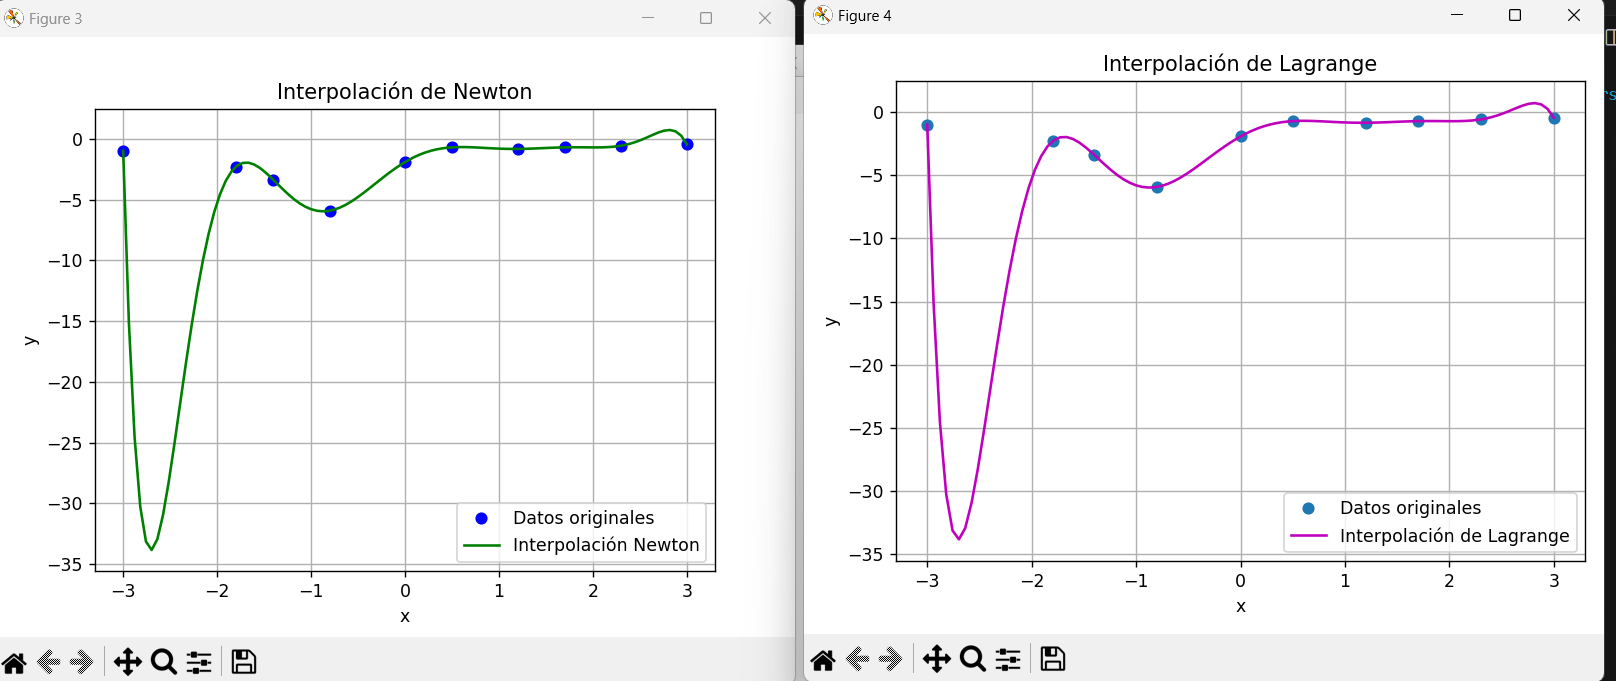 Figure 3
Interpolación de Newton
0
−5
−10
−15
−20
−25
−30
−35
y
Datos originales
Interpolación Newton
−3 −2 −1 0 1 2 3
x
Figure 4
Interpolación de Lagrange
0
−5
−10
−15
−20
−25
−30
−35
y
Datos originales
Interpolación de Lagrange
−3 −2 −1 0 1 2 3
x